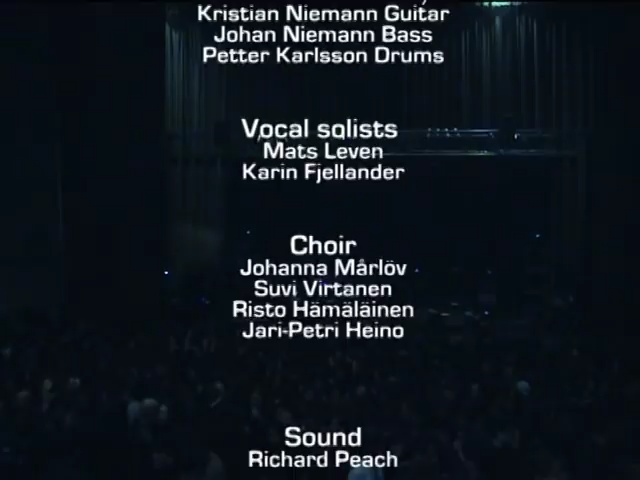 Kristian Niemann Guitar
Johan Niemann Bass
Petter Karlsson Drums
Vocal solists
Mats Leven
Karin Fjellander
Choir
Johanna Mårlöv
Suvi Virtanen
Risto Hämäläinen
Jari-Petri Heino
Sound
Richard Peach